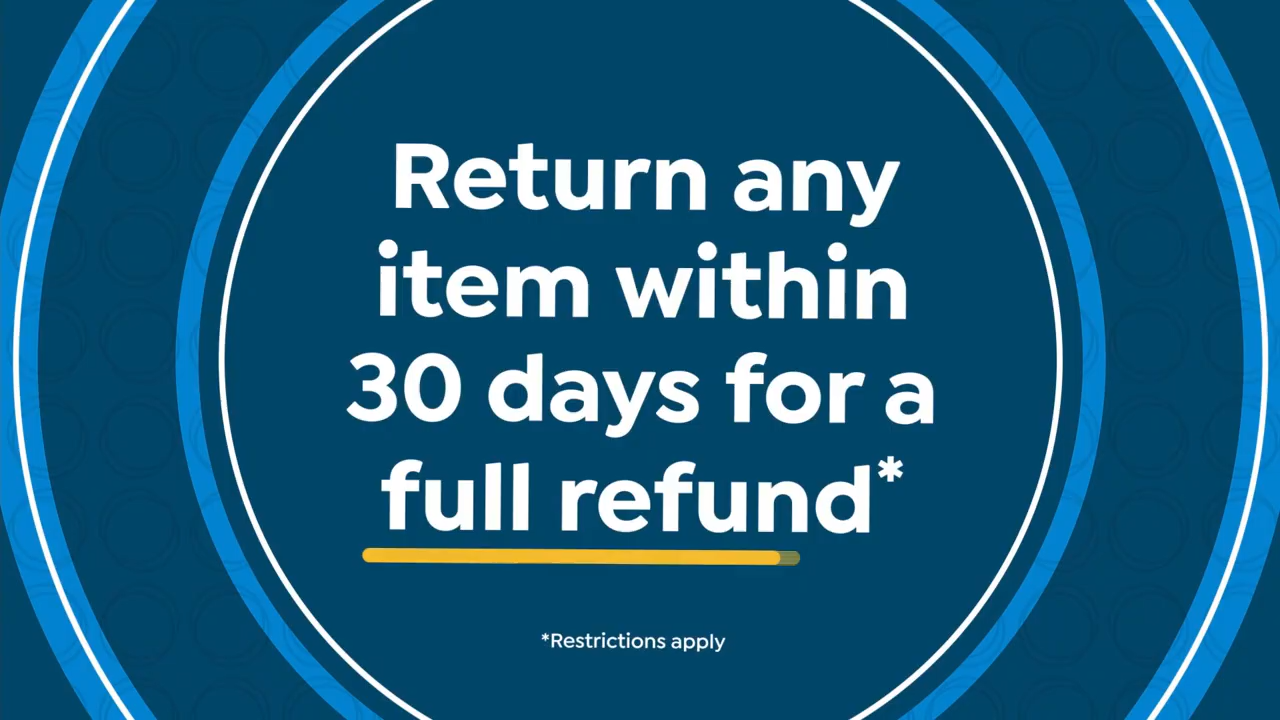 Return any
item within
30 days for a
full refund*
*Restrictions apply